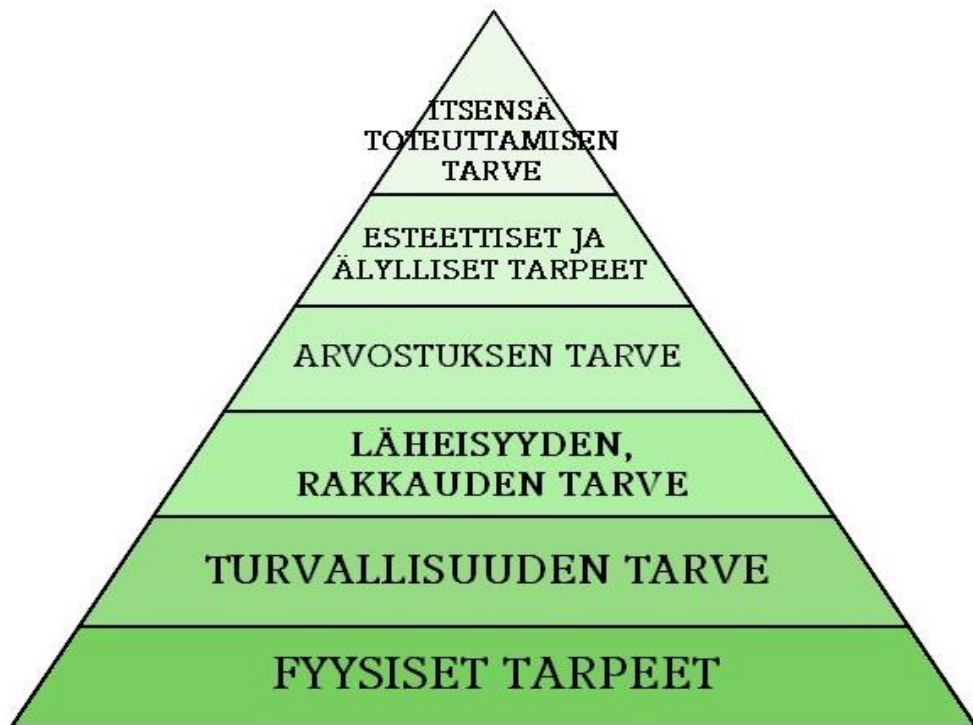 ITSENSÄ
TOTEUTTAMISEN
TARVE
ESTEETTISET JA
ÄLYLLISET TARPEET
ARVOSTUKSEN TARVE
LÄHEISYYDEN,
RAKKAUDEN TARVE
TURVALLISUUDEN TARVE
FYYSISET TARPEET